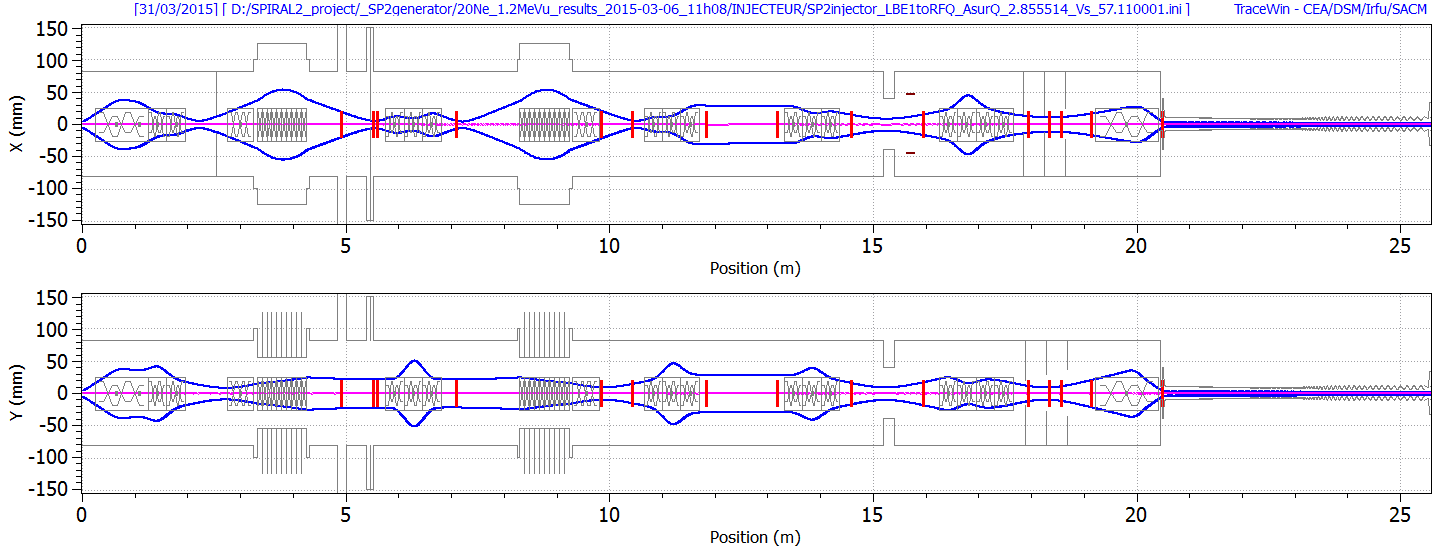 [31/03/2015] [ D:/SPIRAL2_project/_SP2generator/20Ne_1.2MeVu_results_2015-03-06_11h08/INJECTEUR/SP2injector_LBE1toRFQ_AsurQ_2.855514_Vs_57.110001.ini ] TraceWin - CEA/DSM/Irfu/SACM
150
100
50
0
-50
-100
-150
X (mm)
0 5 10 15 20 25
Position (m)
150
100
50
0
-50
-100
-150
Y (mm)
0 5 10 15 20 25
Position (m)